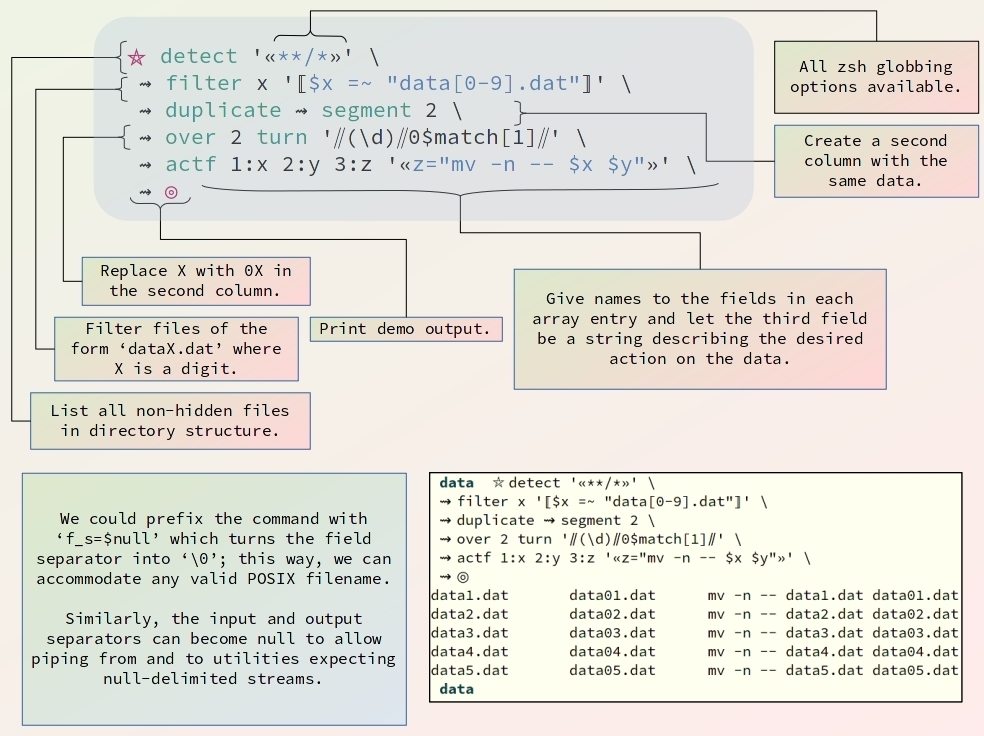 ☆ detect '«**/*»' \
⇝ filter x '⟦$x =~ "data[0-9].dat"⟧' \
⇝ duplicate ⇝ segment 2 \
⇝ over 2 turn '⫽(\d)⫽0$match[1]⫽' \
⇝ actf 1:x 2:y 3:z '«z="mv -n -- $x $y"»' \
⇝ ◎
All zsh globbing
options available.
Create a second
column with the
same data.
Replace X with 0X in
the second column.
Filter files of the
form ‘dataX.dat’ where
X is a digit.
Print demo output.
Give names to the fields in each
array entry and let the third field
be a string describing the desired
action on the data.
List all non-hidden files
in directory structure.
We could prefix the command with
‘f_s=$null’ which turns the field
separator into ‘\0’; this way, we can
accommodate any valid POSIX filename.
Similarly, the input and output
separators can become null to allow
piping from and to utilities expecting
null-delimited streams.
data ☆ detect '«**/*»' \
⇝ filter x '⟦$x =~ "data[0-9].dat"⟧' \
⇝ duplicate ⇝ segment 2 \
⇝ over 2 turn '⫽(\d)⫽0$match[1]⫽' \
⇝ actf 1:x 2:y 3:z '«z="mv -n -- $x $y"»' \
⇝ ◎
data1.dat data01.dat mv -n -- data1.dat data01.dat
data2.dat data02.dat mv -n -- data2.dat data02.dat
data3.dat data03.dat mv -n -- data3.dat data03.dat
data4.dat data04.dat mv -n -- data4.dat data04.dat
data5.dat data05.dat mv -n -- data5.dat data05.dat
data